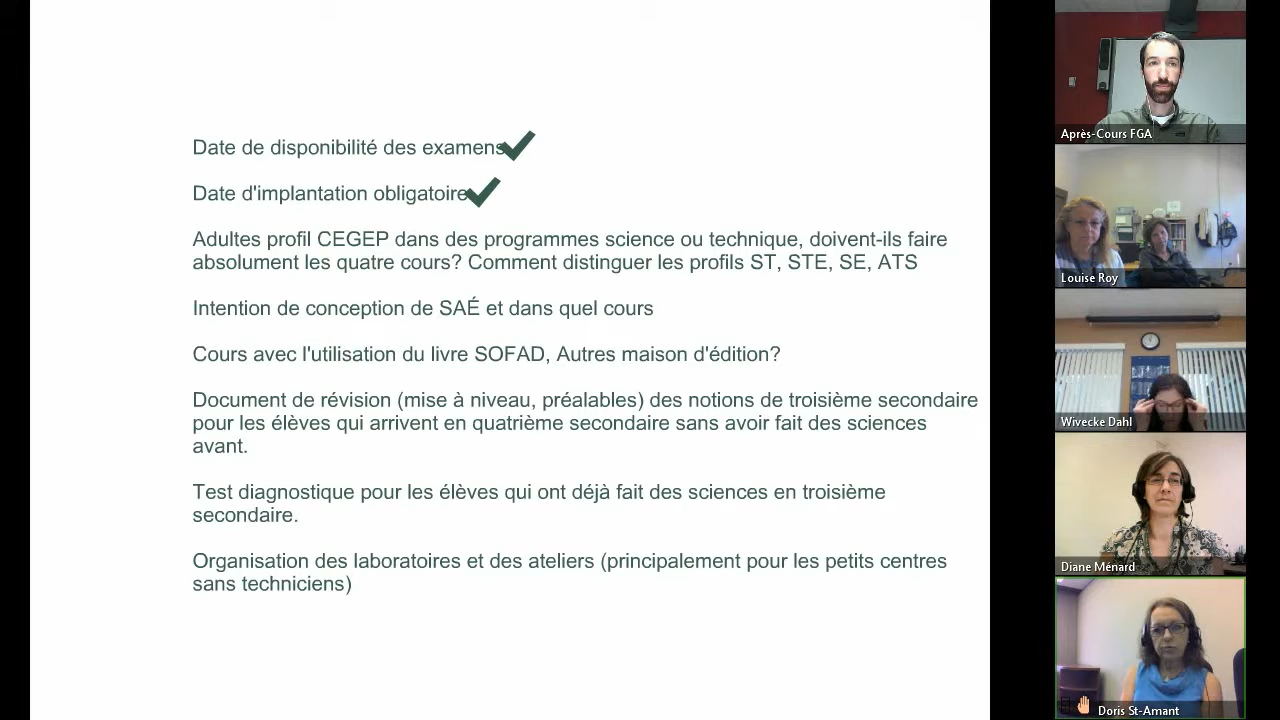 Date de disponibilité des examens
Date d'implantation obligatoire
Adultes profil CEGEP dans des programmes science ou technique, doivent-ils faire
absolument les quatre cours? Comment distinguer les profils ST, STE, SE, ATS
Intention de conception de SAÉ et dans quel cours
Cours avec l'utilisation du livre SOFAD, Autres maison d'édition?
Document de révision (mise à niveau, préalables) des notions de troisième secondaire
pour les élèves qui arrivent en quatrième secondaire sans avoir fait des sciences
avant.
Test diagnostique pour les élèves qui ont déjà fait des sciences en troisième
secondaire.
Organisation des laboratoires et des ateliers (principalement pour les petits centres
sans techniciens)
Après-Cours FGA
Louise Roy
Wivecke Dahl
Diane Ménard
Doris St-Amant